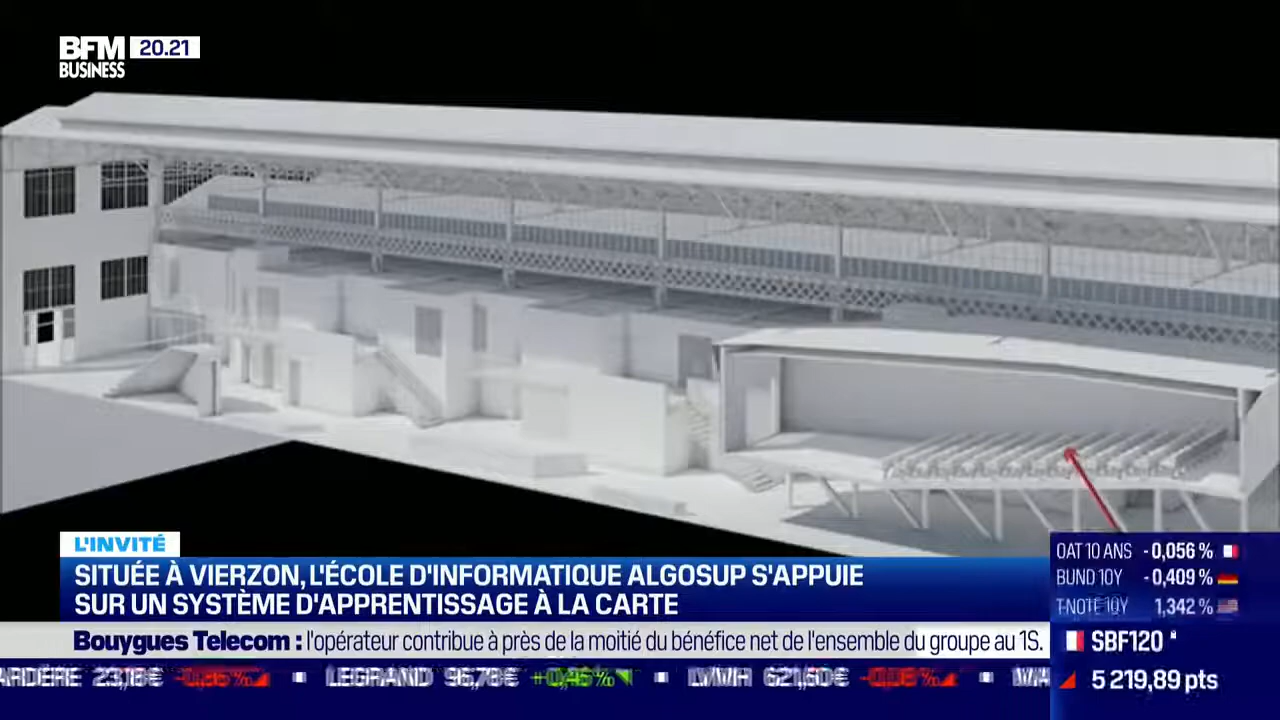 BFM 20.21
BUSINESS
L'INVITÉ
SITUÉE À VIERZON, L'ÉCOLE D'INFORMATIQUE ALGOSUP S'APPUIE
SUR UN SYSTÈME D'APPRENTISSAGE À LA CARTE
OAT 10 ANS -0,056 %
BUND 10Y -0,409 %
T-NOTE 10Y 1,342 %
Bouygues Telecom : l'opérateur contribue à près de la moitié du bénéfice net de l'ensemble du groupe au 1S.
SBF120
LEGRAND 96,78€ +0,45% LVMH 621,50€
5 219,89 pts